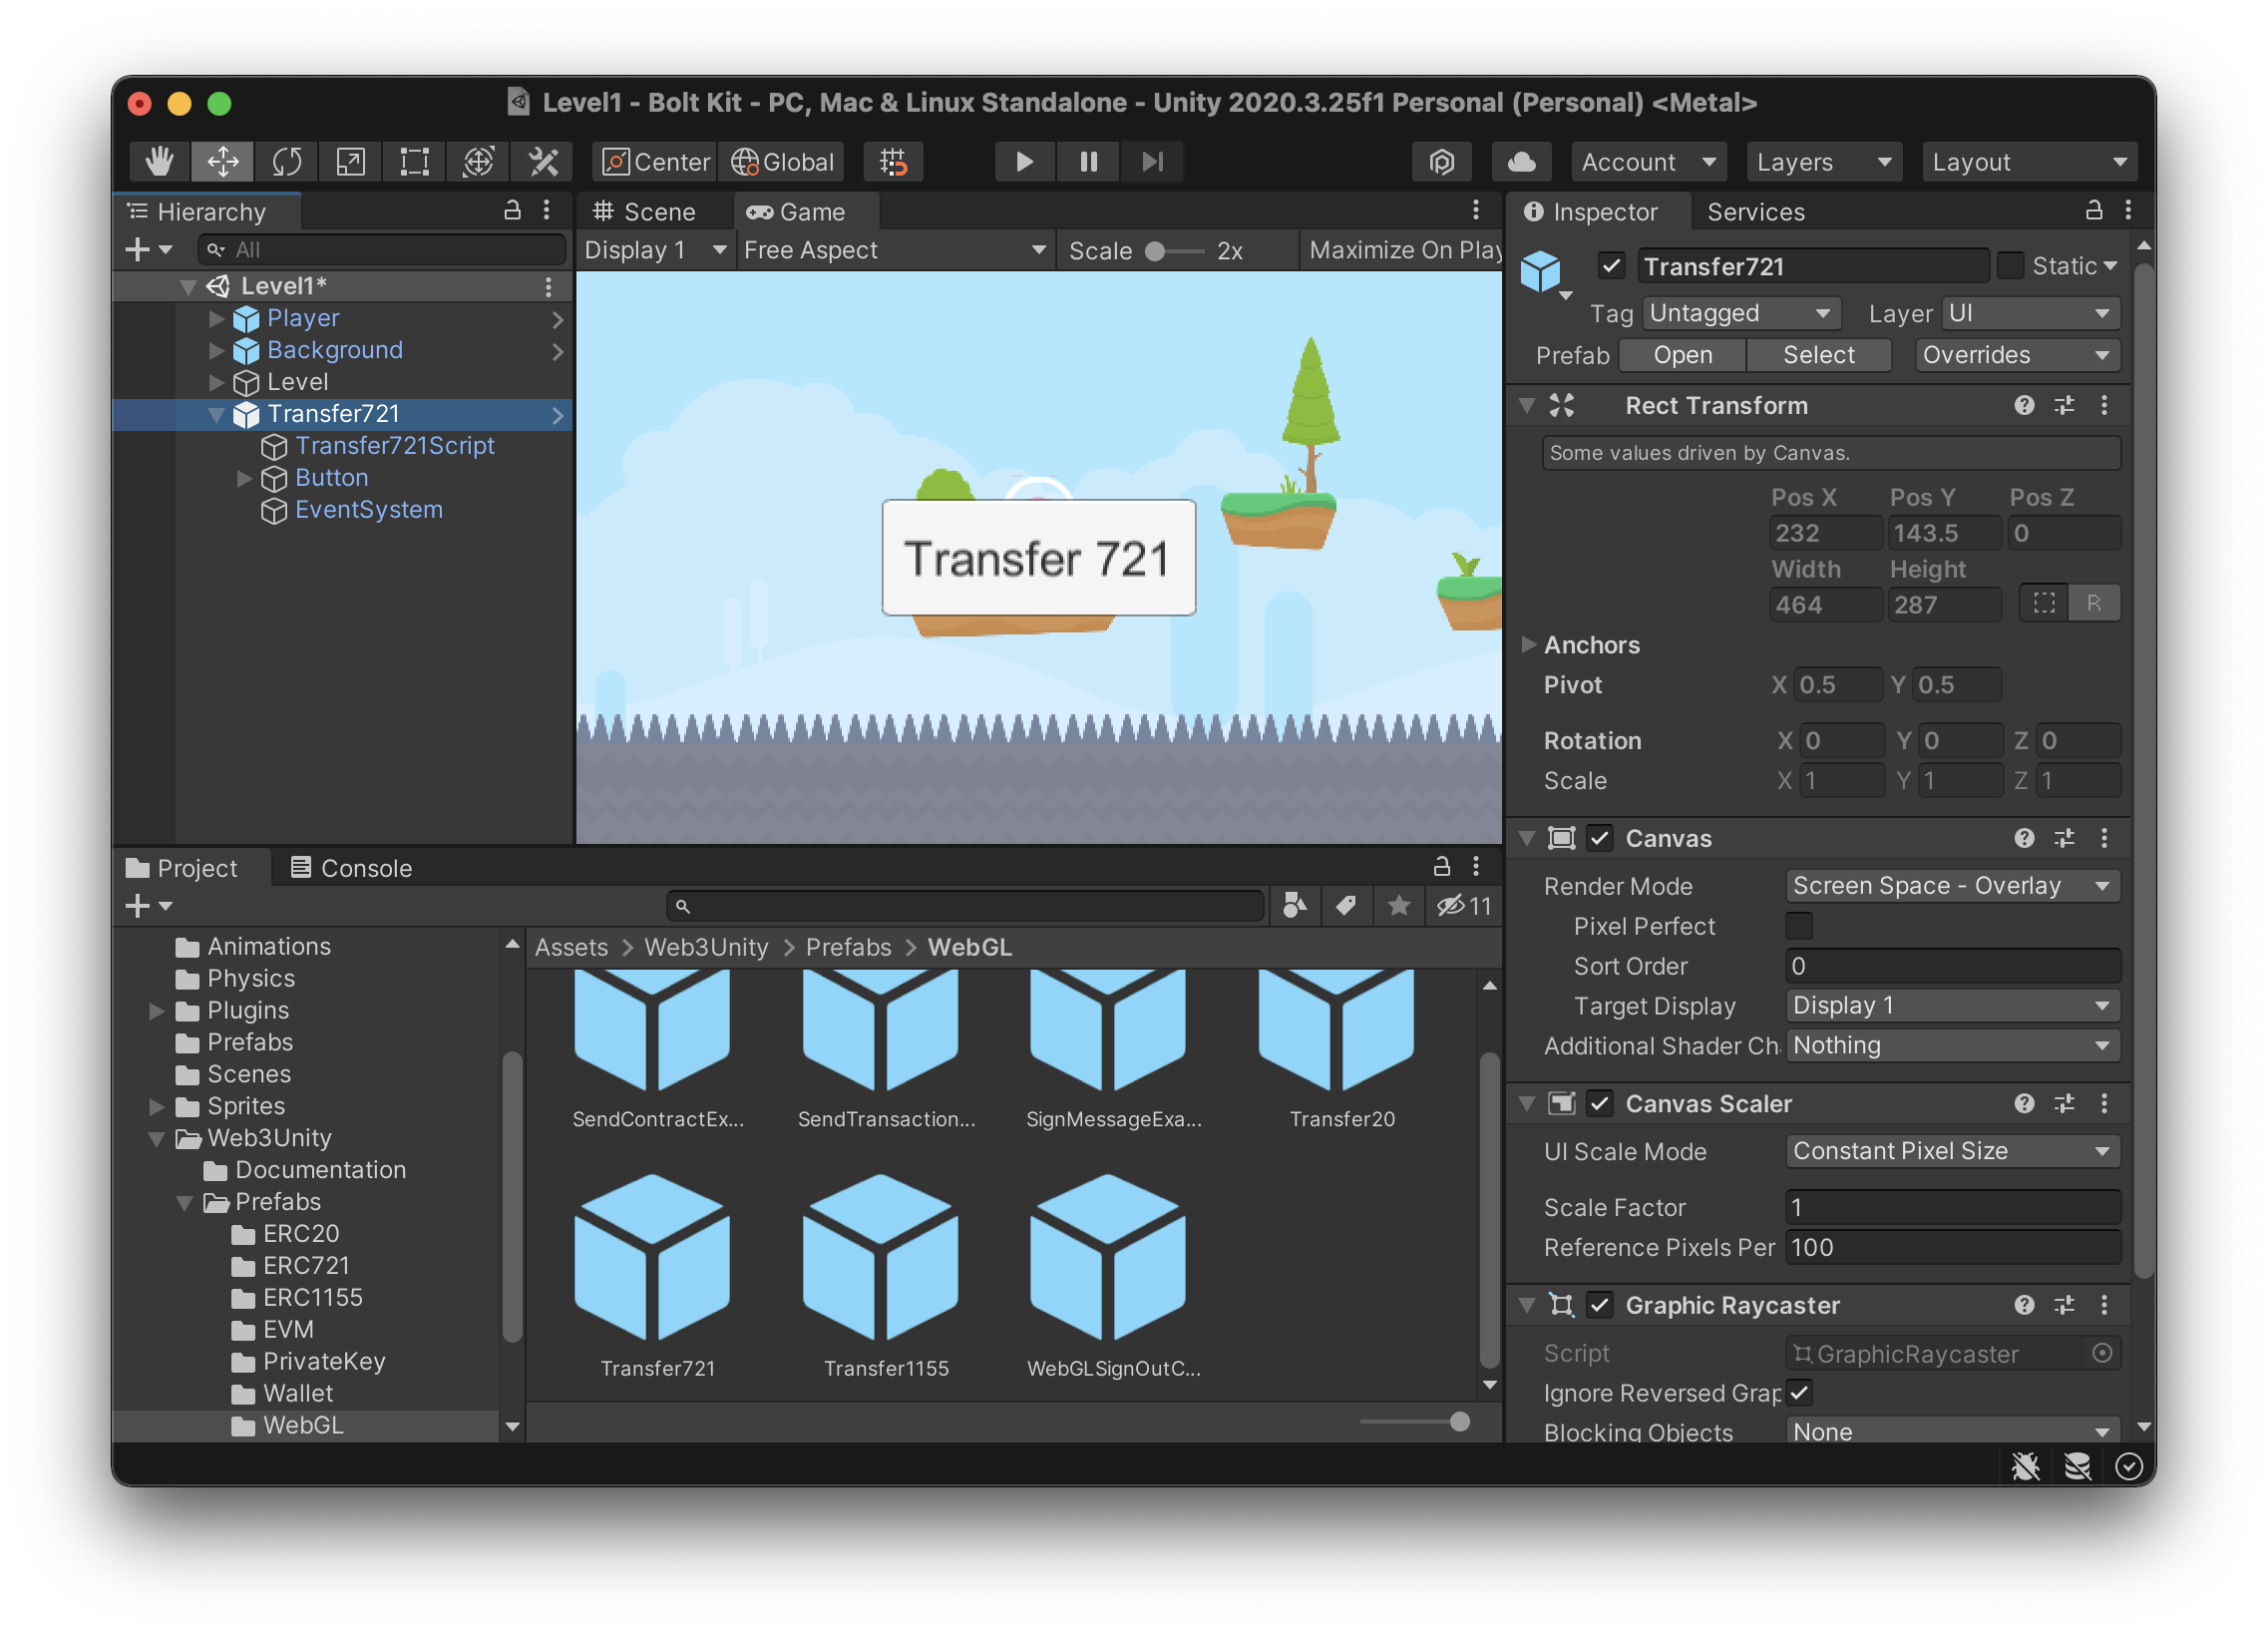 Level1 - Bolt Kit - PC, Mac & Linux Standalone - Unity 2020.3.25f1 Personal (Personal) <Metal>
Center Global Account Layers Layout
Hierarchy
All
Level1*
Player
Background
Level
Transfer721
Transfer721Script
Button
EventSystem
Scene Game
Display 1 Free Aspect Scale 2x Maximize On Play
Transfer 721
Inspector Services
Transfer721 Static
Tag Untagged Layer UI
Prefab Open Select Overrides
Rect Transform
Some values driven by Canvas.
Pos X Pos Y Pos Z
232 143.5 0
Width Height
464 287 R
Anchors
Pivot X 0.5 Y 0.5
Rotation X 0 Y 0 Z 0
Scale X 1 Y 1 Z 1
Canvas
Render Mode Screen Space - Overlay
Pixel Perfect
Sort Order 0
Target Display Display 1
Additional Shader Ch Nothing
Canvas Scaler
UI Scale Mode Constant Pixel Size
Scale Factor 1
Reference Pixels Per 100
Graphic Raycaster
Script GraphicRaycaster
Ignore Reversed Grap
Blocking Objects None
Project Console
11
Animations
Physics
Plugins
Prefabs
Scenes
Sprites
Web3Unity
Documentation
Prefabs
ERC20
ERC721
ERC1155
EVM
PrivateKey
Wallet
WebGL
Assets > Web3Unity > Prefabs > WebGL
SendContractEx... SendTransaction... SignMessageExa... Transfer20
Transfer721 Transfer1155 WebGLSignOutC...